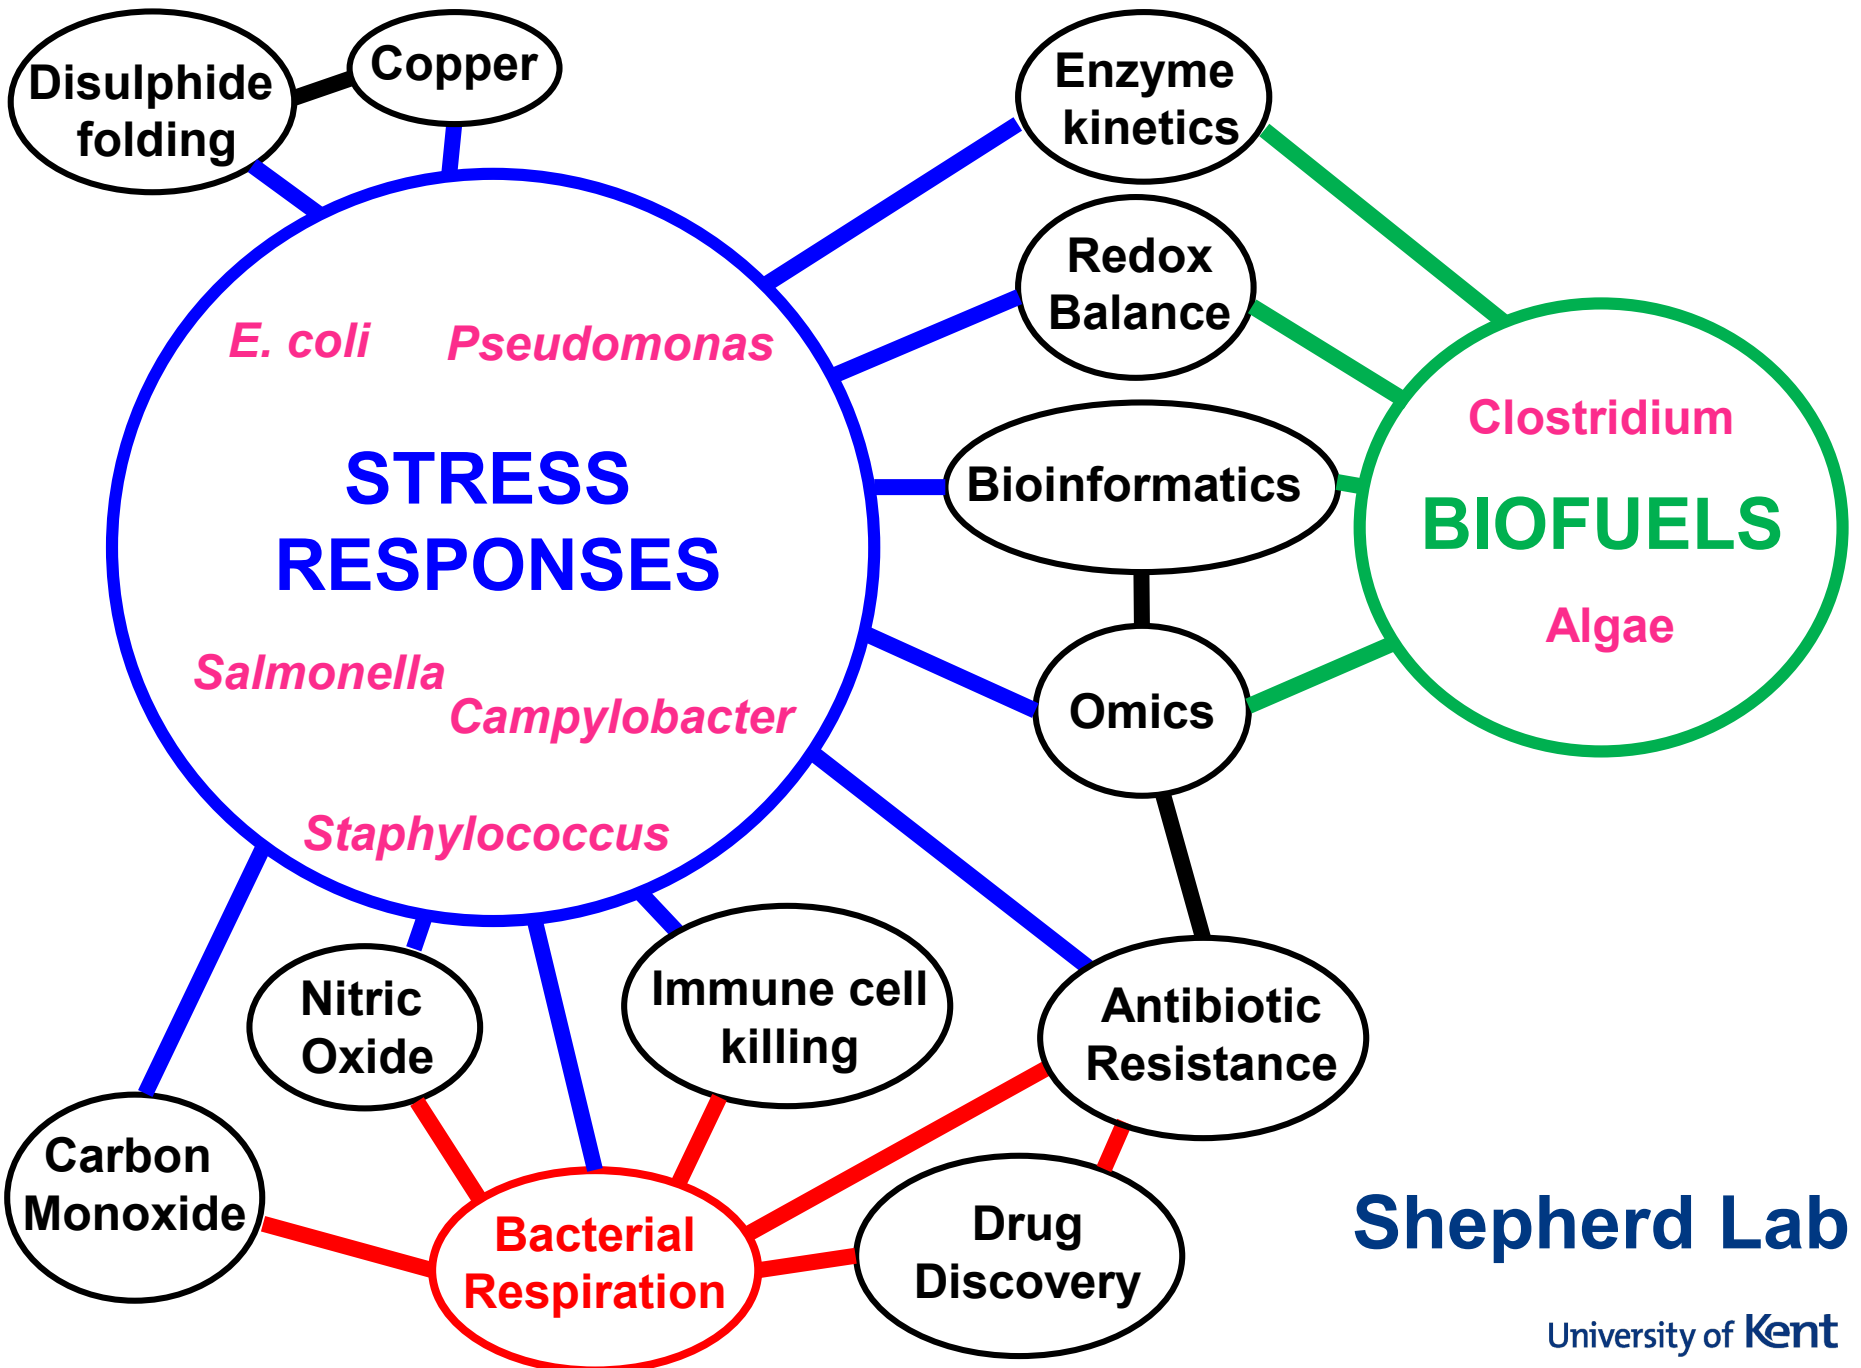 Disulphide
folding
Copper
Enzyme
kinetics
Redox
Balance
E. coli
Pseudomonas
STRESS
RESPONSES
Bioinformatics
Clostridium
BIOFUELS
Algae
Salmonella
Campylobacter
Omics
Staphylococcus
Nitric
Oxide
Immune cell
killing
Antibiotic
Resistance
Carbon
Monoxide
Bacterial
Respiration
Drug
Discovery
Shepherd Lab
University of Kent